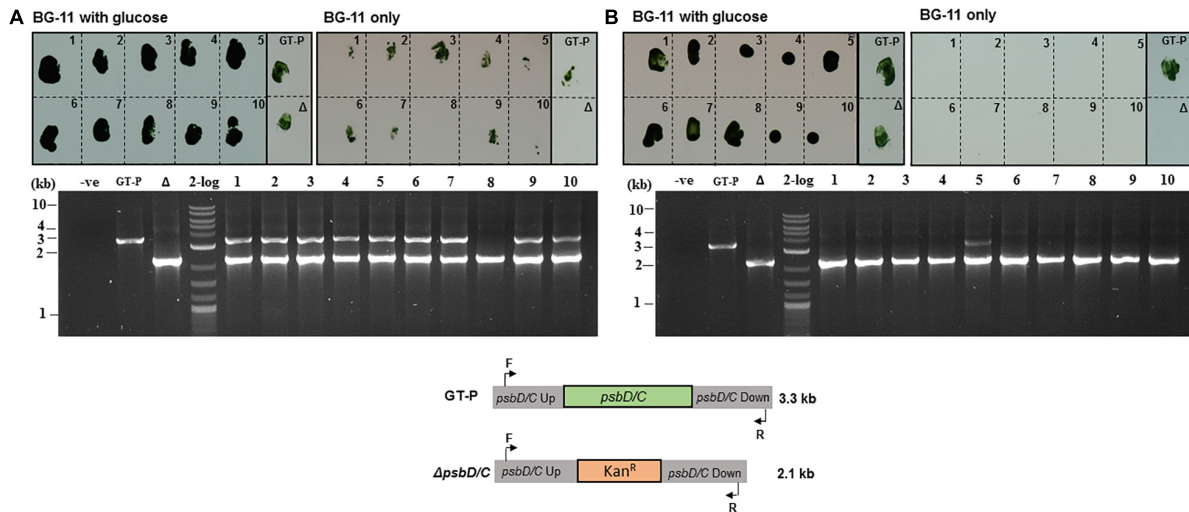 A
BG-11 with glucose
BG-11 only
1 2 3 4 5 GT-P
6 7 8 9 10 Δ
1 2 3 4 5 GT-P
6 7 8 9 10 Δ
(kb) -ve GT-P Δ 2-log 1 2 3 4 5 6 7 8 9 10
10
4
3
2
1
B
BG-11 with glucose
BG-11 only
1 2 3 4 5 GT-P
6 7 8 9 10 Δ
1 2 3 4 5 GT-P
6 7 8 9 10 Δ
(kb) -ve GT-P Δ 2-log 1 2 3 4 5 6 7 8 9 10
10
4
3
2
1
F
GT-P psbD/C Up psbD/C psbD/C Down 3.3 kb
R
F
ΔpsbD/C psbD/C Up Kan^R psbD/C Down 2.1 kb
R